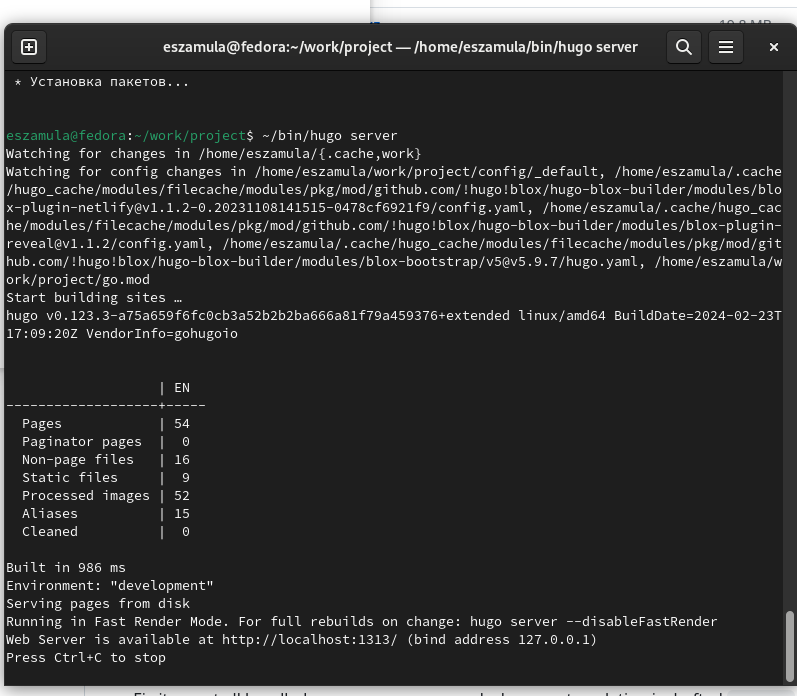 eszamula@fedora:~/work/project — /home/eszamula/bin/hugo server
* Установка пакетов...
eszamula@fedora:~/work/project$ ~/bin/hugo server
Watching for changes in /home/eszamula/{.cache,work}
Watching for config changes in /home/eszamula/work/project/config/_default, /home/eszamula/.cache
/hugo_cache/modules/filecache/modules/pkg/mod/github.com/!hugo!blox/hugo-blox-builder/modules/blo
x-plugin-netlify@v1.1.2-0.20231108141515-0478cf6921f9/config.yaml, /home/eszamula/.cache/hugo_cac
he/modules/filecache/modules/pkg/mod/github.com/!hugo!blox/hugo-blox-builder/modules/blox-plugin-
reveal@v1.1.2/config.yaml, /home/eszamula/.cache/hugo_cache/modules/filecache/modules/pkg/mod/git
hub.com/!hugo!blox/hugo-blox-builder/modules/blox-bootstrap/v5@v5.9.7/hugo.yaml, /home/eszamula/w
ork/project/go.mod
Start building sites …
hugo v0.123.3-a75a659f6fc0cb3a52b2b2ba666a81f79a459376+extended linux/amd64 BuildDate=2024-02-23T
17:09:20Z VendorInfo=gohugoio
| EN
-------------------+-----
Pages | 54
Paginator pages | 0
Non-page files | 16
Static files | 9
Processed images | 52
Aliases | 15
Cleaned | 0
Built in 986 ms
Environment: "development"
Serving pages from disk
Running in Fast Render Mode. For full rebuilds on change: hugo server --disableFastRender
Web Server is available at http://localhost:1313/ (bind address 127.0.0.1)
Press Ctrl+C to stop